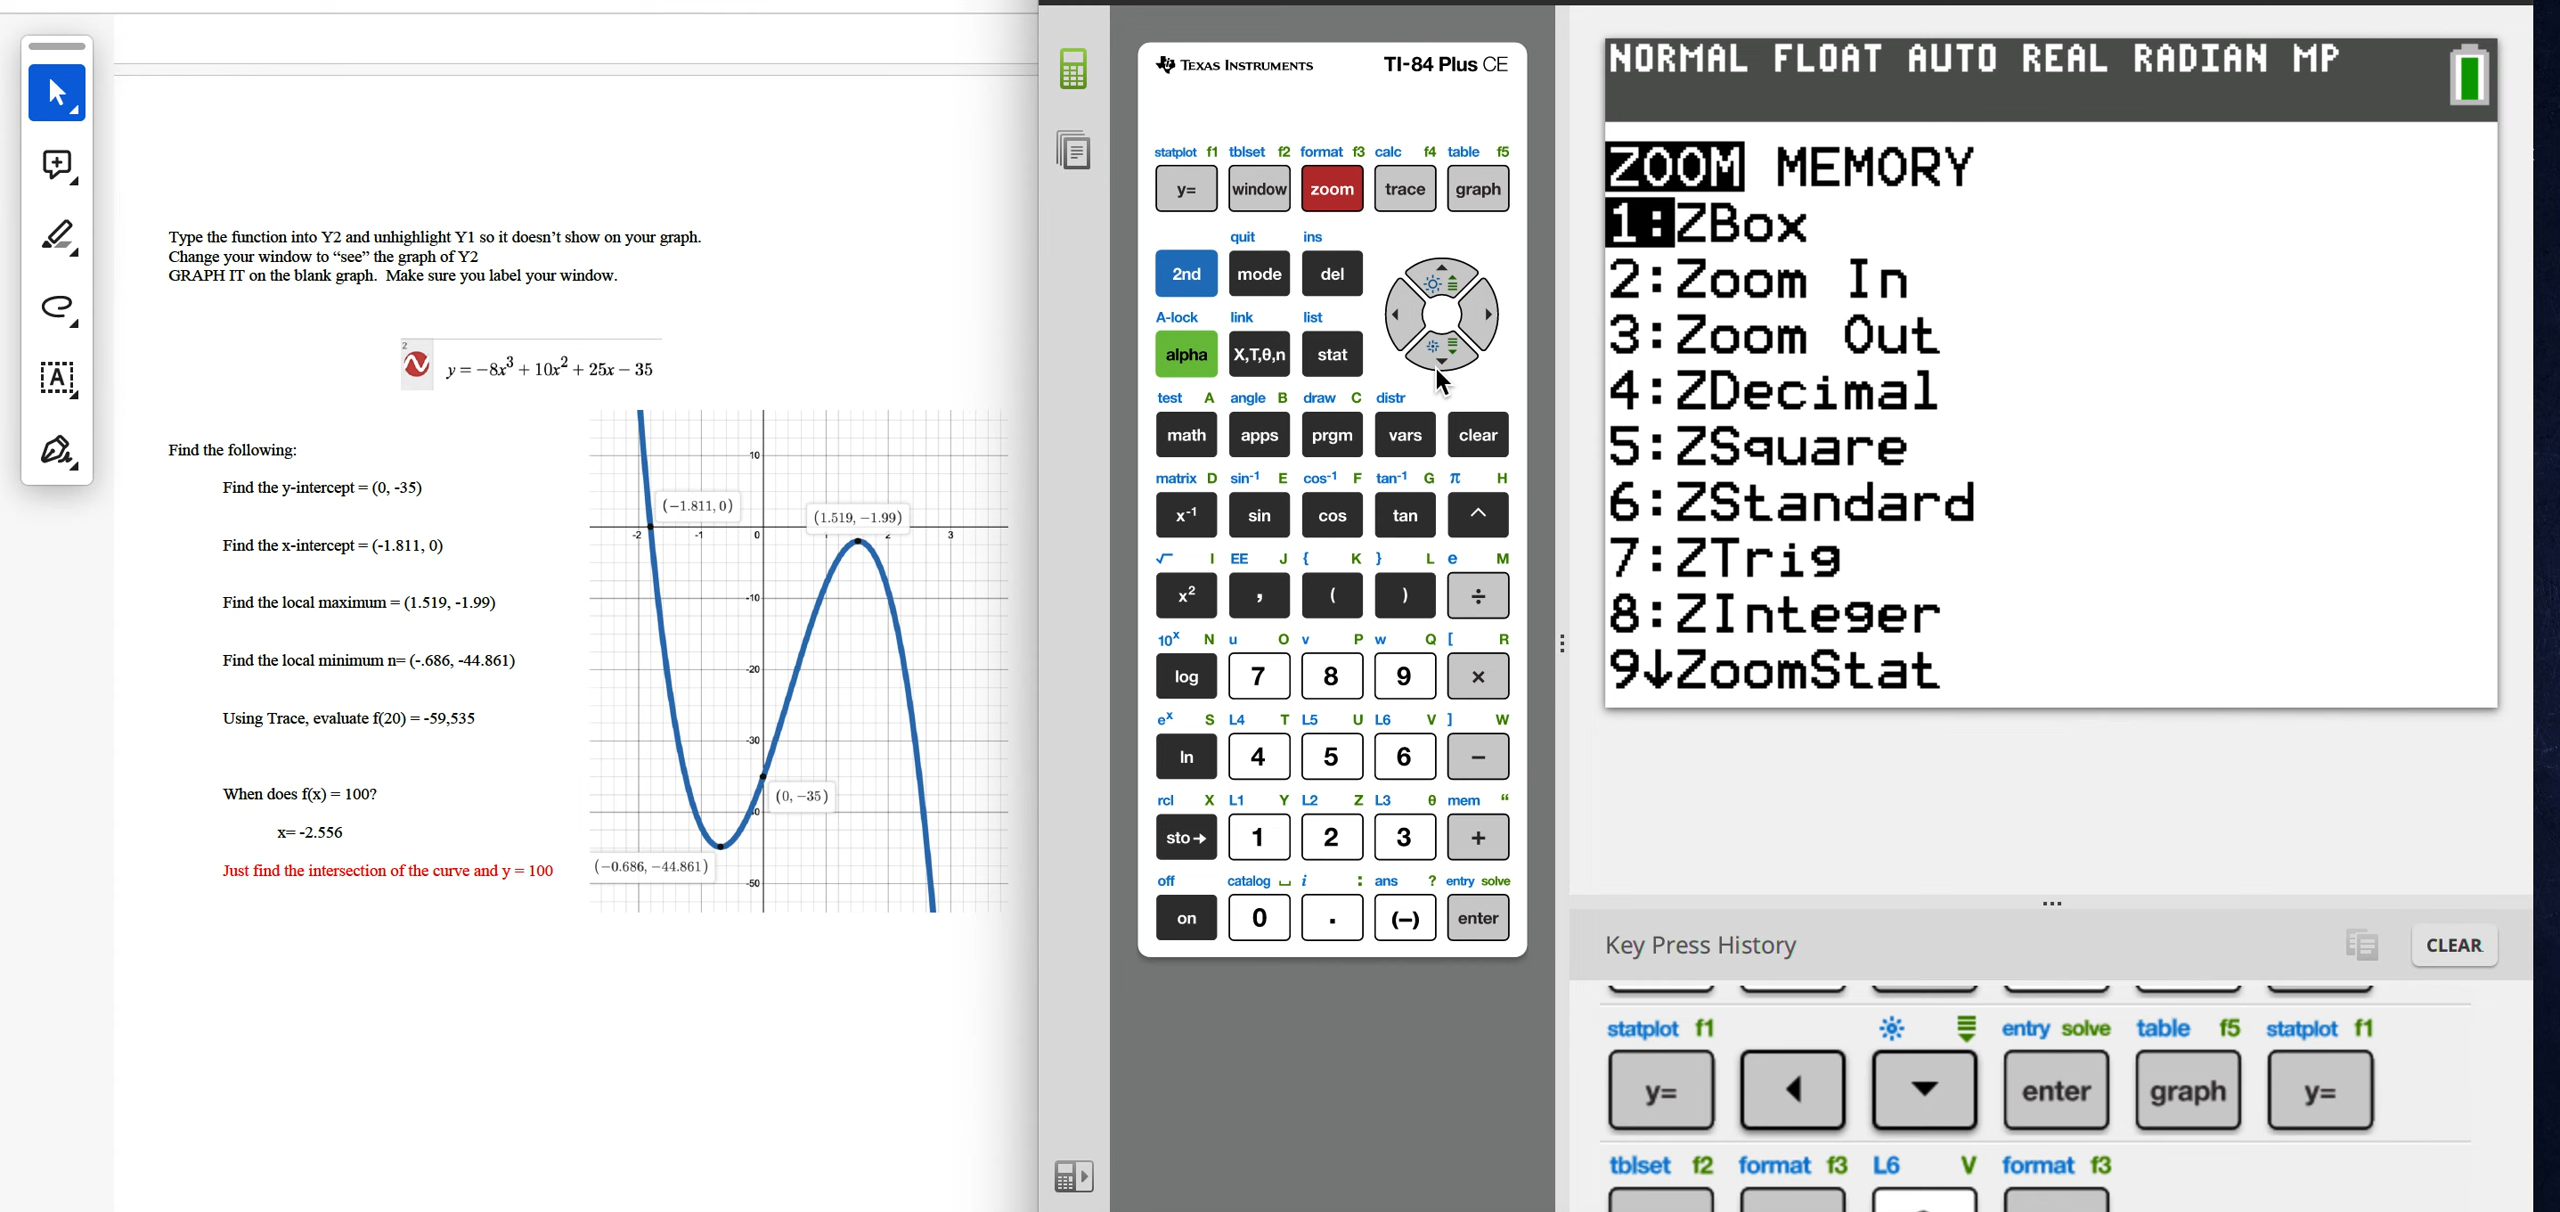 Type the function into Y2 and unhighlight Y1 so it doesn't show on your graph.
Change your window to “see” the graph of Y2
GRAPH IT on the blank graph.  Make sure you label your window.
2
y = −8x³ + 10x² + 25x − 35
Find the following:
Find the y-intercept = (0, -35)
Find the x-intercept = (-1.811, 0)
Find the local maximum = (1.519, -1.99)
Find the local minimum n= (-.686, -44.861)
Using Trace, evaluate f(20) = -59,535
When does f(x) = 100?
x= -2.556
Just find the intersection of the curve and y = 100
10
(−1.811, 0)
(1.519, −1.99)
-2 -1 0 2 3
-10
-20
-30
(0, −35)
(−0.686, −44.861)
-50
TEXAS INSTRUMENTS TI-84 Plus CE
statplot f1 tblset f2 format f3 calc f4 table f5
y= window zoom trace graph
quit ins
2nd mode del
A-lock link list
alpha X,T,θ,n stat
test A angle B draw C distr
math apps prgm vars clear
matrix D sin⁻¹ E cos⁻¹ F tan⁻¹ G π H
x⁻¹ sin cos tan ^
√ I EE J { K } L e M
x² , ( ) ÷
10ˣ N u O v P w Q [ R
log 7 8 9 ×
eˣ S L4 T L5 U L6 V ] W
ln 4 5 6 −
rcl X L1 Y L2 Z L3 θ mem “
sto→ 1 2 3 +
off catalog i : ans ? entry solve
on 0 . (–) enter
NORMAL FLOAT AUTO REAL RADIAN MP
ZOOM MEMORY
1:ZBox
2:Zoom In
3:Zoom Out
4:ZDecimal
5:ZSquare
6:ZStandard
7:ZTrig
8:ZInteger
9↓ZoomStat
Key Press History CLEAR
statplot f1 entry solve table f5 statplot f1
y= enter graph y=
tblset f2 format f3 L6 V format f3